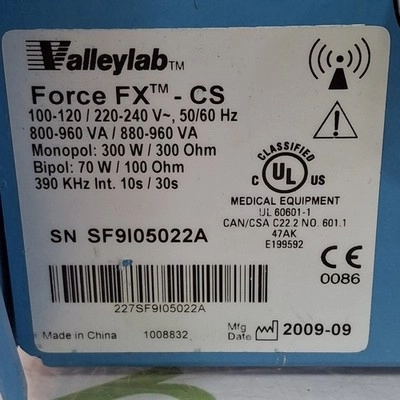 Valleylab™
Force FX™ - CS
100-120 / 220-240 V~, 50/60 Hz
800-960 VA / 880-960 VA
Monopol: 300 W / 300 Ohm
Bipol: 70 W / 100 Ohm
390 KHz Int. 10s / 30s
CLASSIFIED
C UL US
MEDICAL EQUIPMENT
UL 60601-1
CAN/CSA C22.2 NO. 601.1
47AK
E199592
SN SF9I05022A
CE
0086
227SF9I05022A
Made in China 1008832
Mfg Date 2009-09